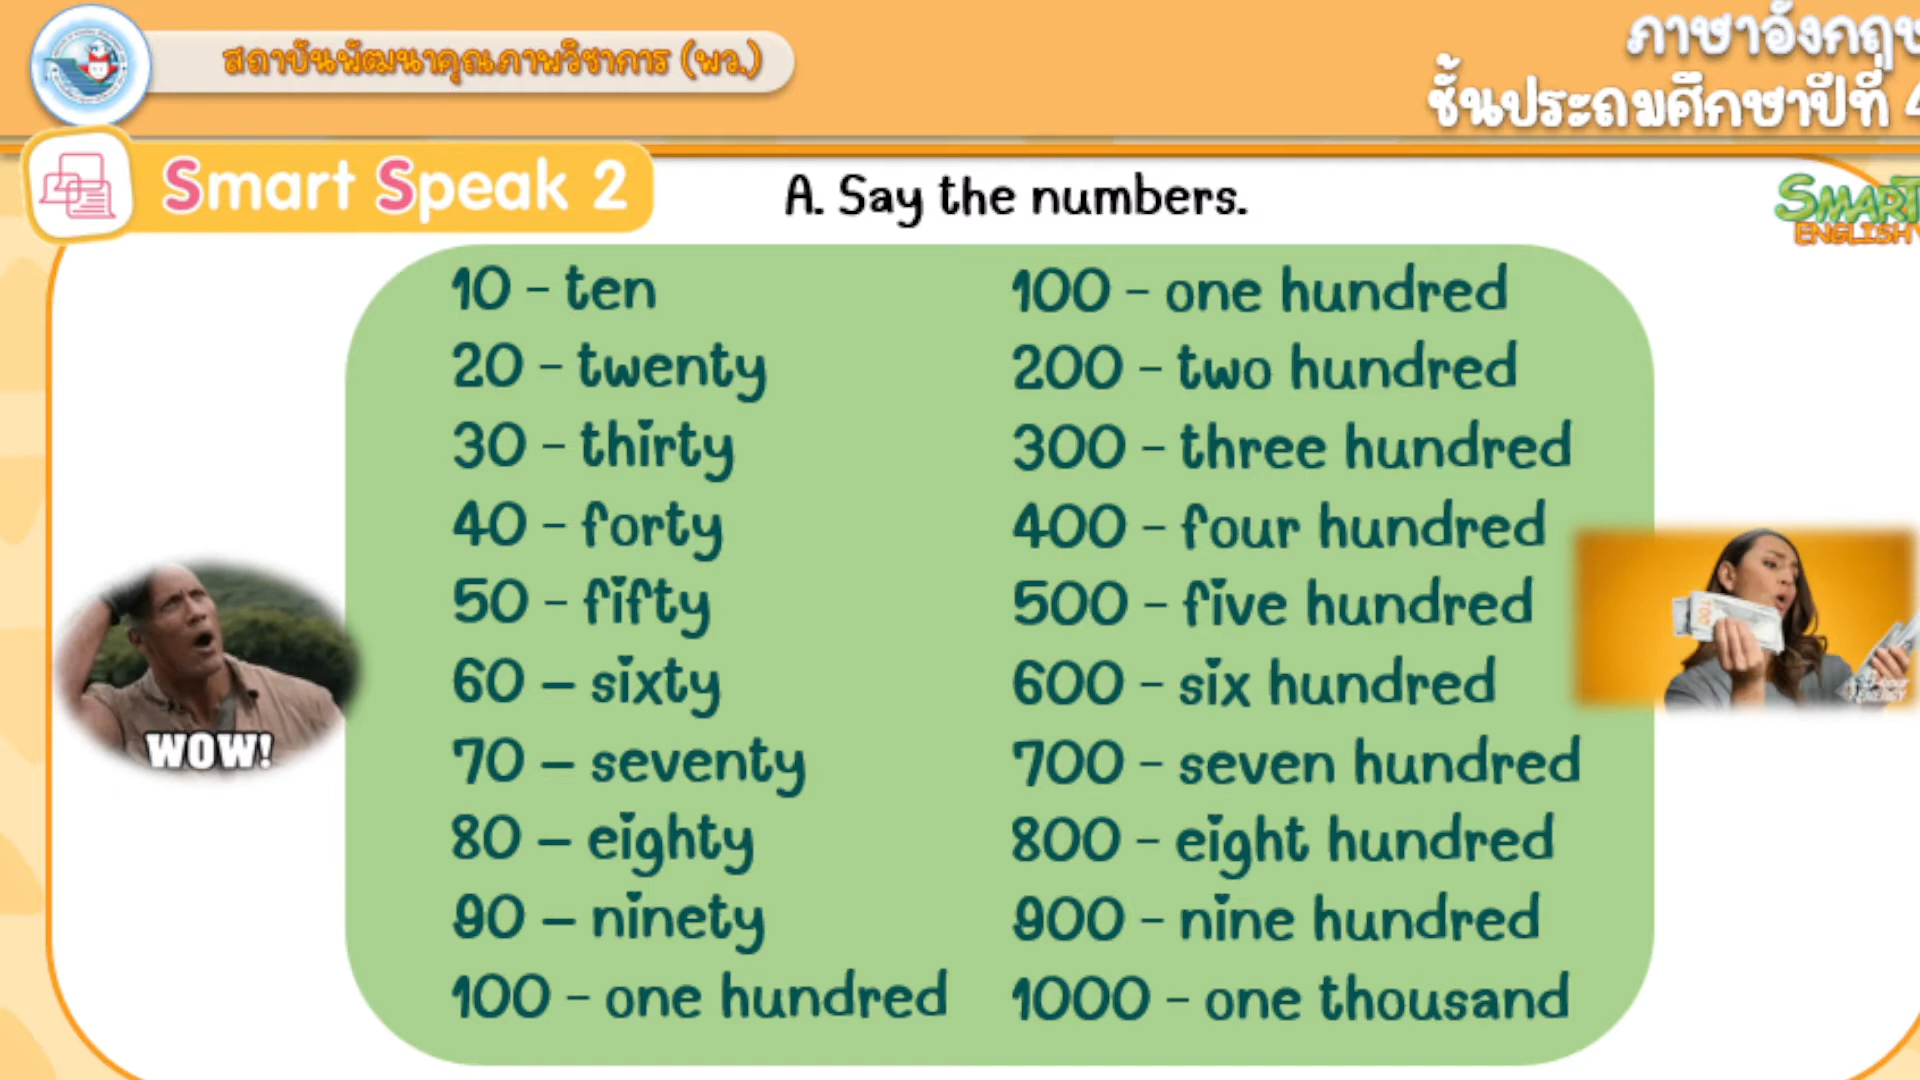 สถาบันพัฒนาคุณภาพวิชาการ (พว.)
ภาษาอังกฤษ
ชั้นประถมศึกษาปีที่ 4
Smart Speak 2
A. Say the numbers.
SMART
ENGLISH
10 - ten
20 - twenty
30 - thirty
40 - forty
50 - fifty
60 – sixty
70 – seventy
80 – eighty
90 – ninety
100 - one hundred
100 - one hundred
200 - two hundred
300 - three hundred
400 - four hundred
500 - five hundred
600 - six hundred
700 - seven hundred
800 - eight hundred
900 - nine hundred
1000 - one thousand
WOW!